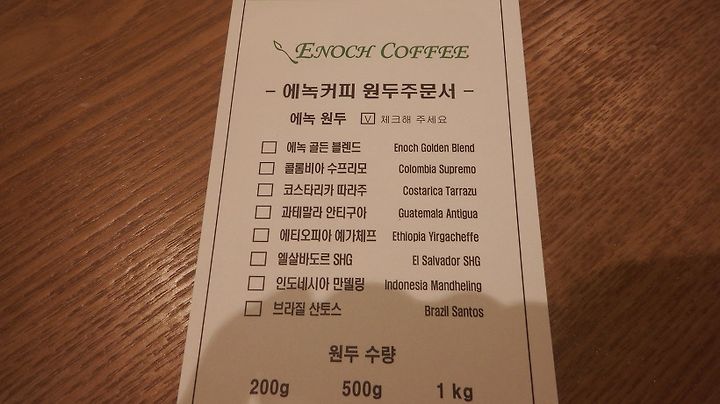 ENOCH COFFEE
- 에녹커피 원두주문서 -
에녹 원두 V 체크해 주세요
에녹 골든 블렌드 Enoch Golden Blend
콜롬비아 수프리모 Colombia Supremo
코스타리카 따라주 Costarica Tarrazu
과테말라 안티구아 Guatemala Antigua
에티오피아 예가체프 Ethiopia Yirgacheffe
엘살바도르 SHG El Salvador SHG
인도네시아 만델링 Indonesia Mandheling
브라질 산토스 Brazil Santos
원두 수량
200g 500g 1 kg